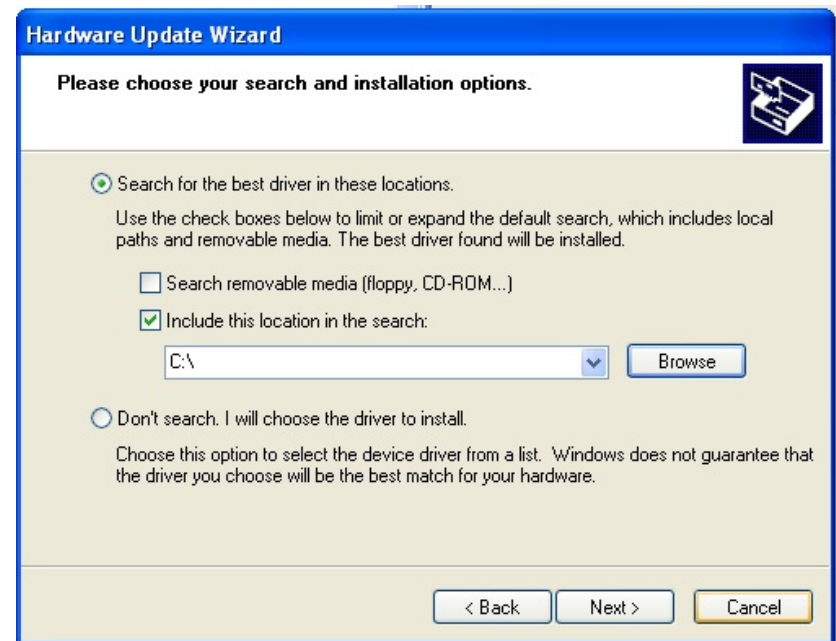 Hardware Update Wizard
Please choose your search and installation options.
Search for the best driver in these locations.
Use the check boxes below to limit or expand the default search, which includes local
paths and removable media. The best driver found will be installed.
Search removable media (floppy, CD-ROM...)
Include this location in the search:
C:\
Browse
Don't search. I will choose the driver to install.
Choose this option to select the device driver from a list. Windows does not guarantee that
the driver you choose will be the best match for your hardware.
< Back
Next >
Cancel